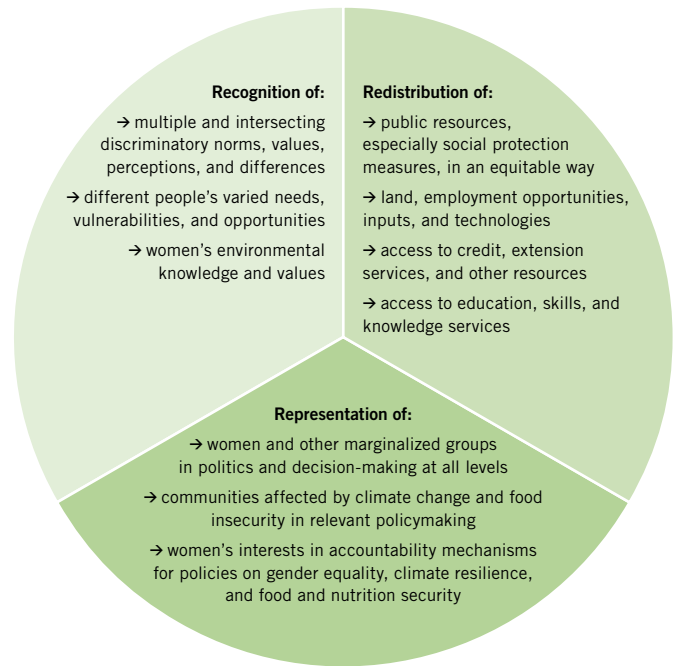 Recognition of:
→ multiple and intersecting
discriminatory norms, values,
perceptions, and differences
→ different people’s varied needs,
vulnerabilities, and opportunities
→ women’s environmental
knowledge and values
Redistribution of:
→ public resources,
especially social protection
measures, in an equitable way
→ land, employment opportunities,
inputs, and technologies
→ access to credit, extension
services, and other resources
→ access to education, skills, and
knowledge services
Representation of:
→ women and other marginalized groups
in politics and decision-making at all levels
→ communities affected by climate change and food
insecurity in relevant policymaking
→ women’s interests in accountability mechanisms
for policies on gender equality, climate resilience,
and food and nutrition security